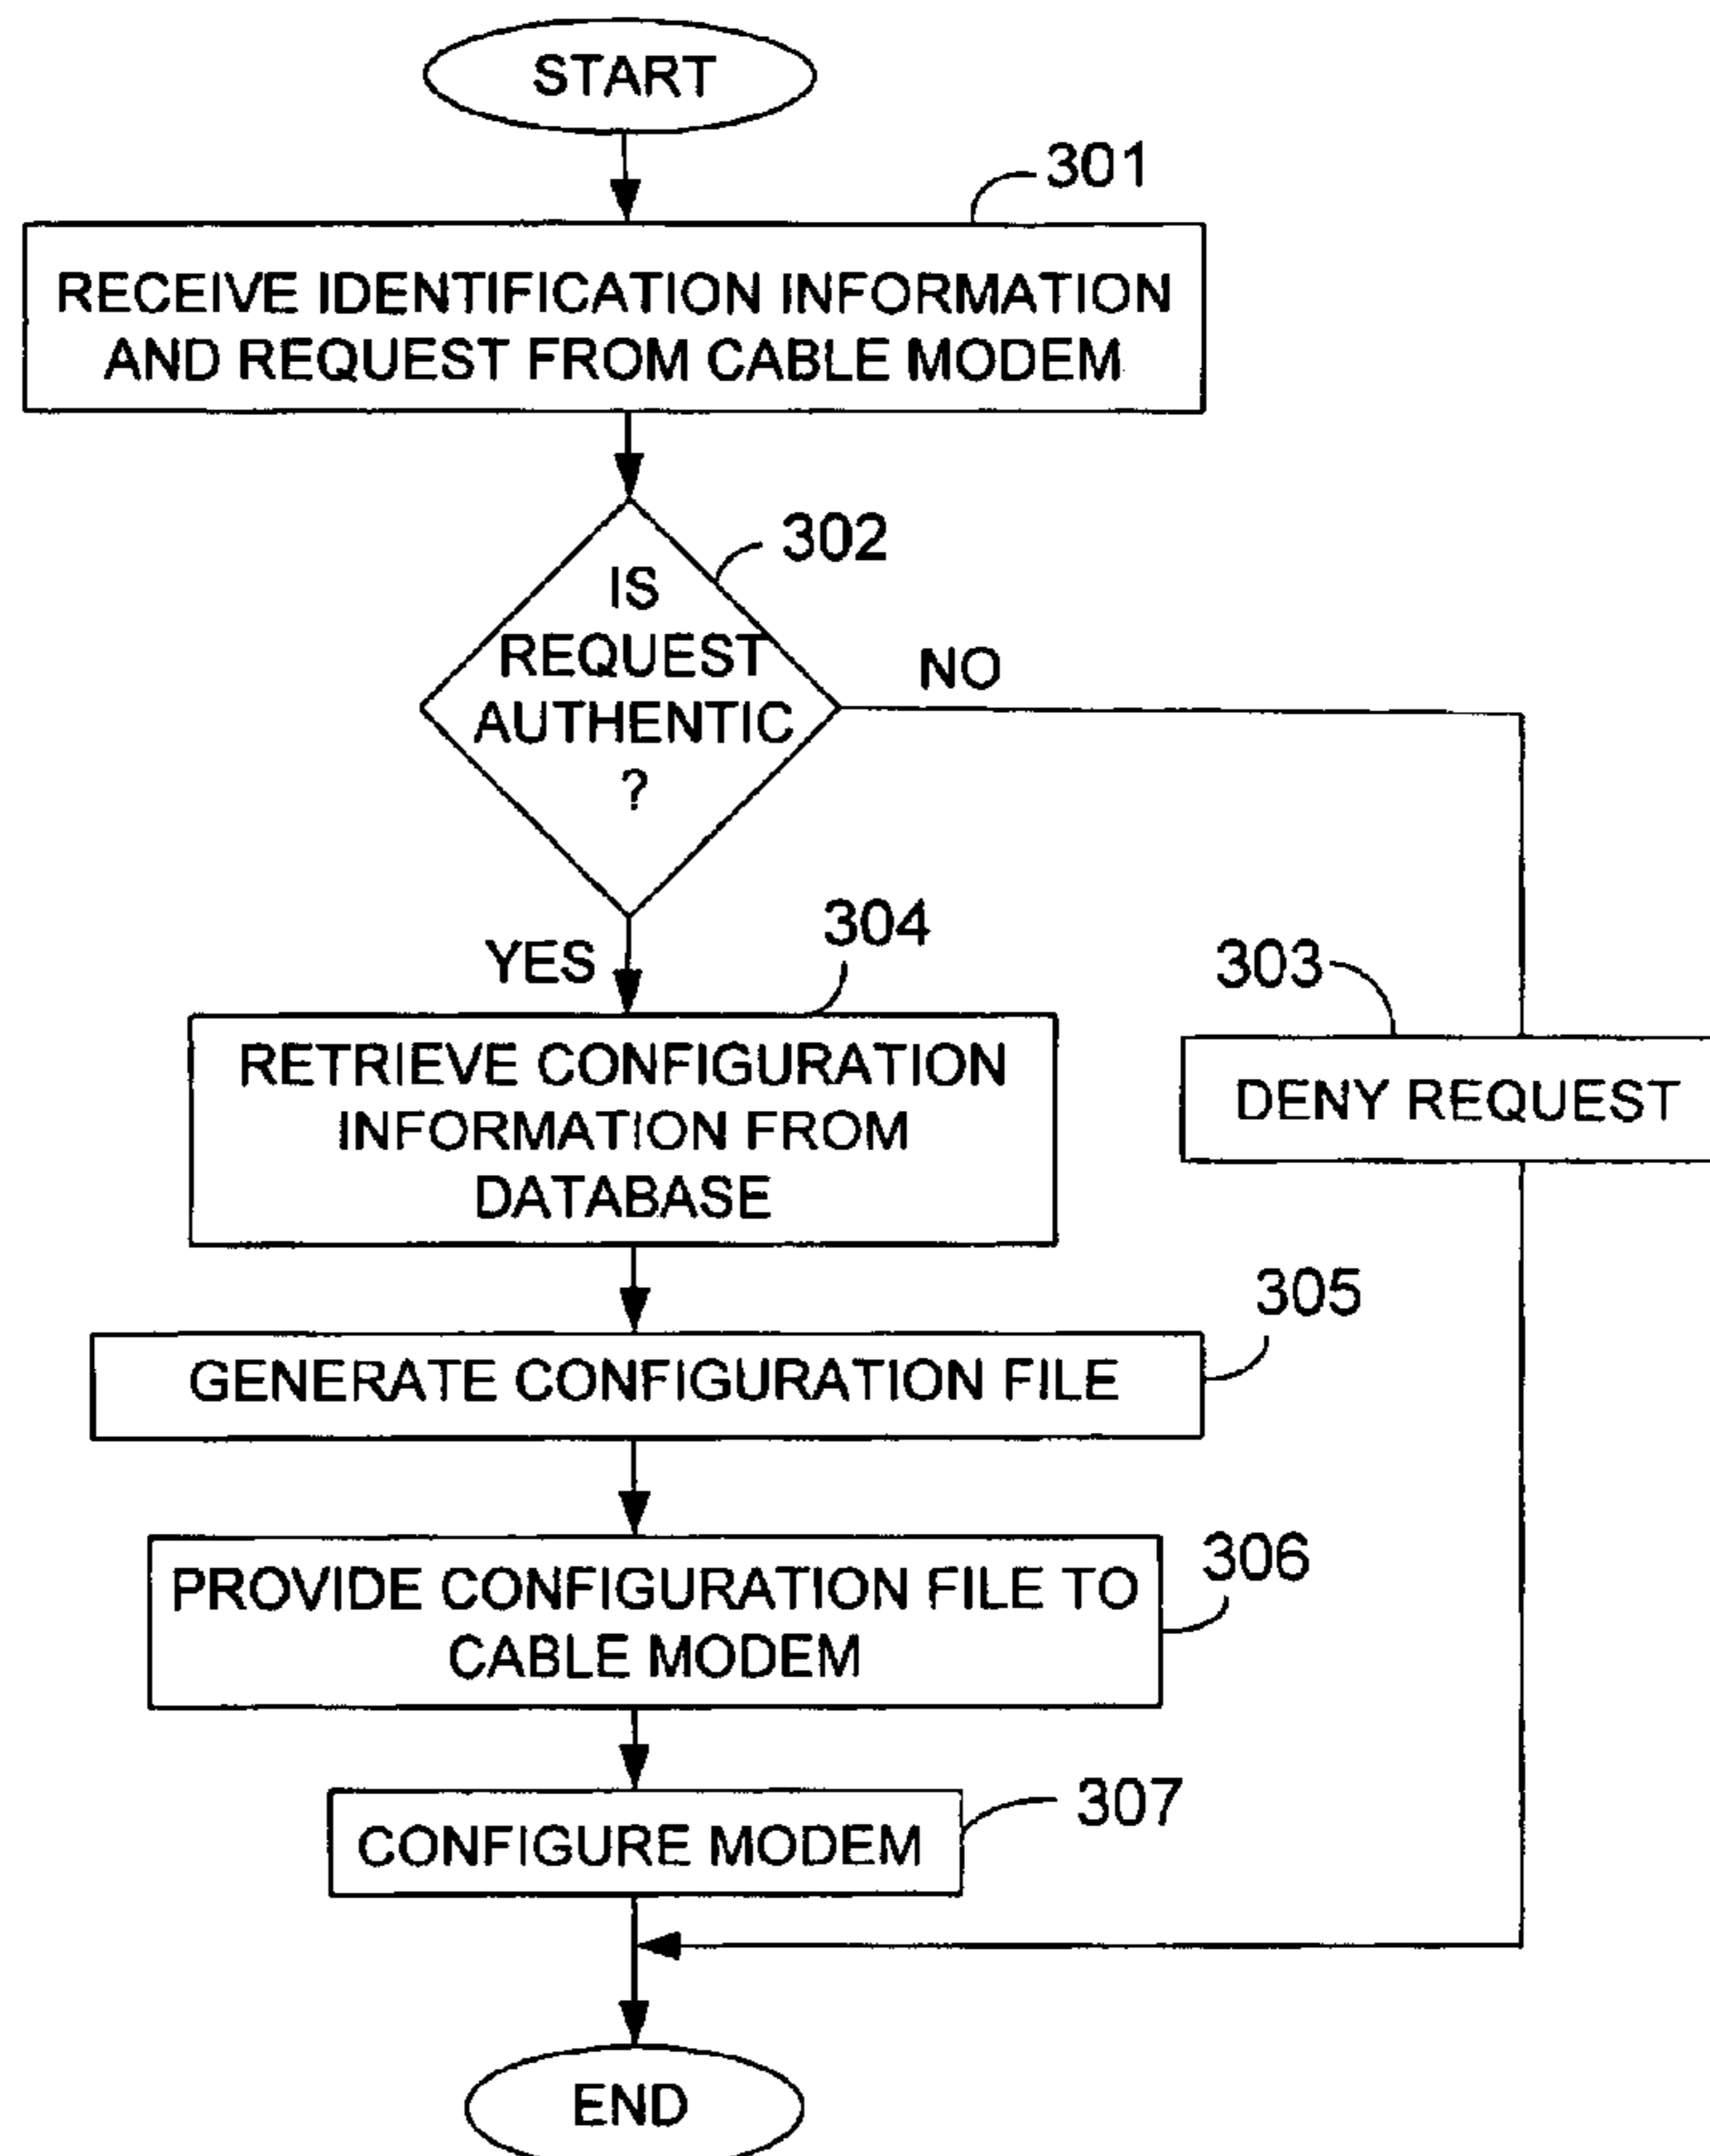 START
301
RECEIVE IDENTIFICATION INFORMATION
AND REQUEST FROM CABLE MODEM
302
IS
REQUEST
AUTHENTIC
?
NO
YES
304
303
RETRIEVE CONFIGURATION
INFORMATION FROM
DATABASE
DENY REQUEST
305
GENERATE CONFIGURATION FILE
306
PROVIDE CONFIGURATION FILE TO
CABLE MODEM
307
CONFIGURE MODEM
END